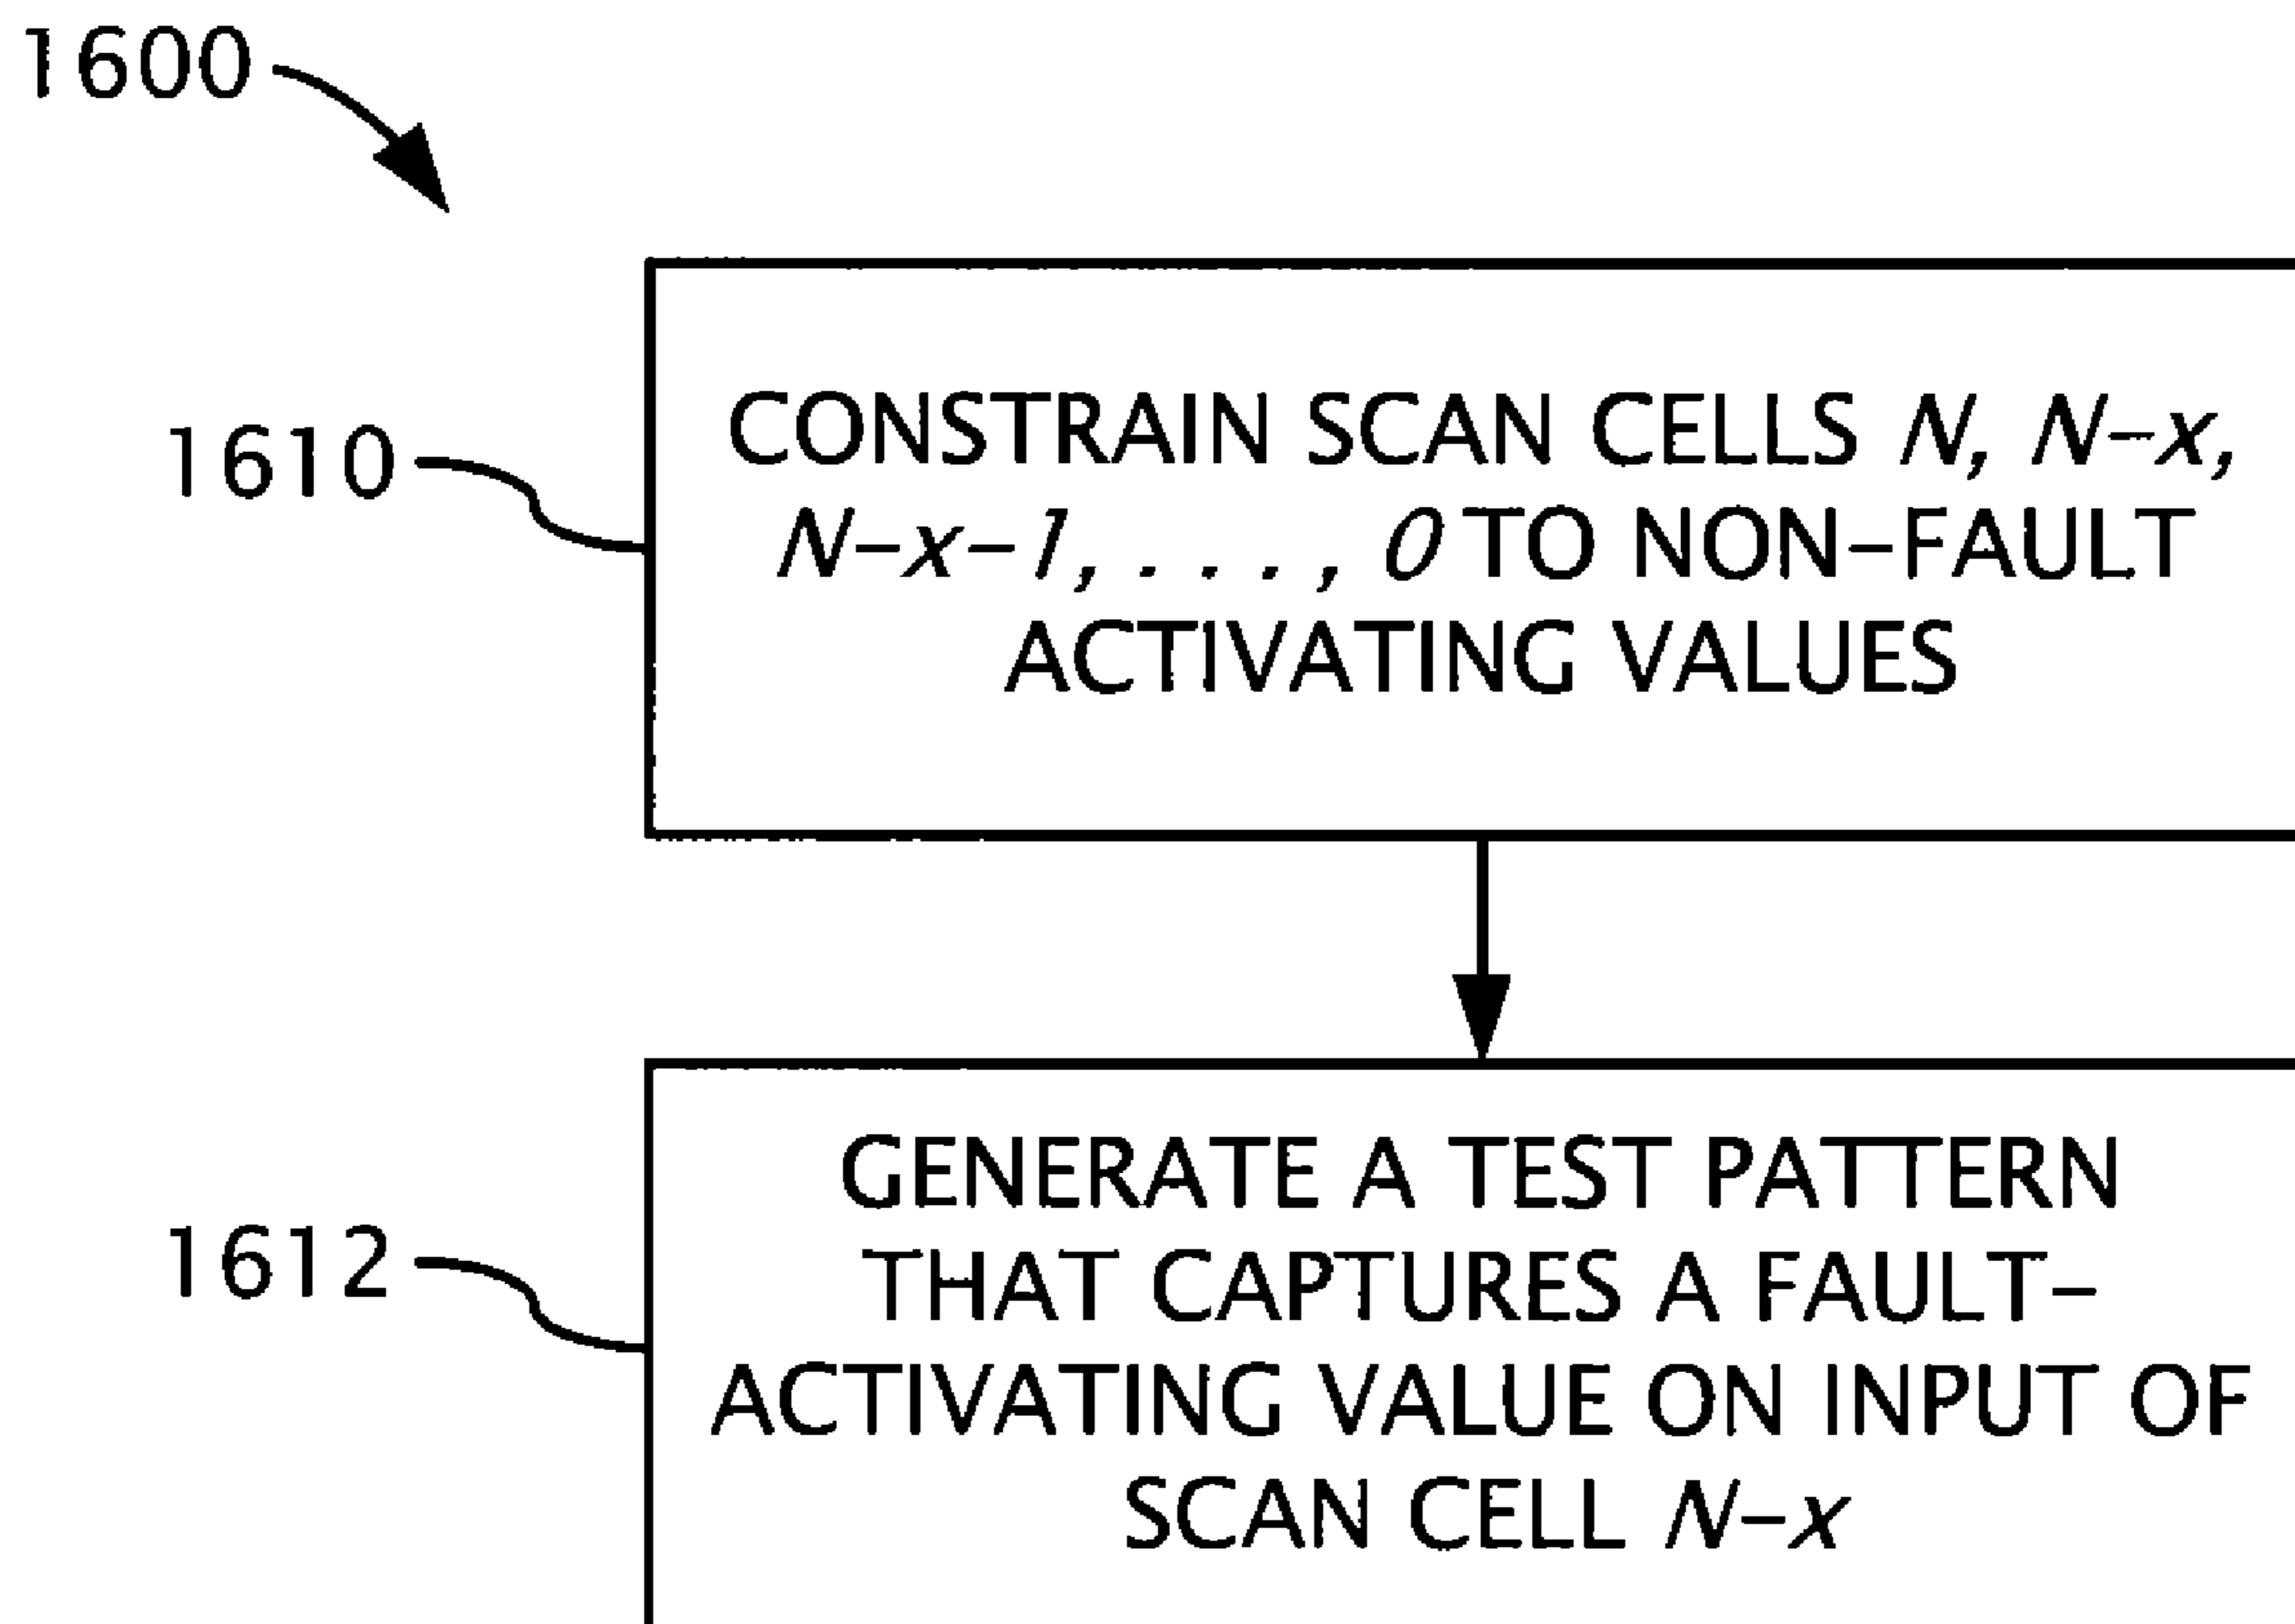 1600
1610
CONSTRAIN SCAN CELLS N, N–x,
N–x–1, . . . , 0 TO NON–FAULT
ACTIVATING VALUES
1612
GENERATE A TEST PATTERN
THAT CAPTURES A FAULT–
ACTIVATING VALUE ON INPUT OF
SCAN CELL N–x